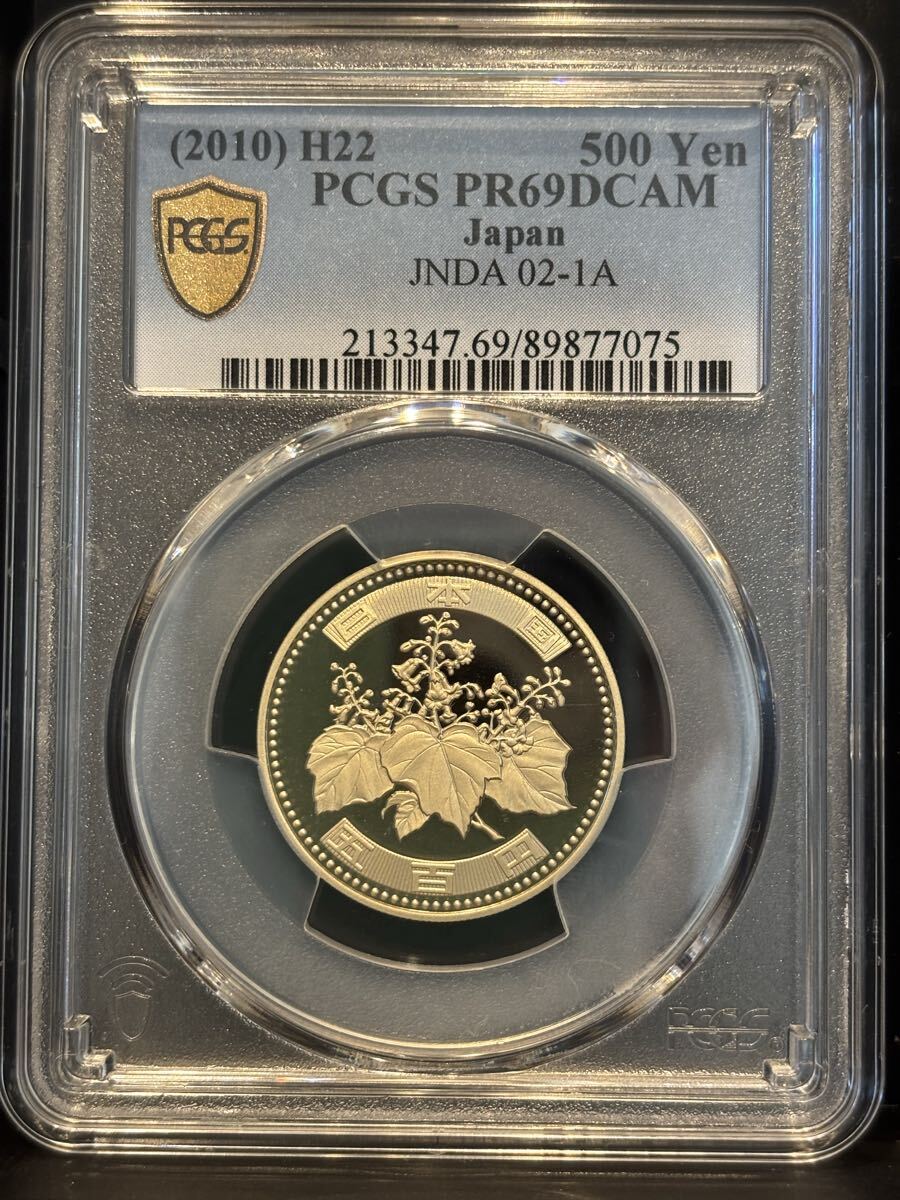 (2010) H22 500 Yen
PCGS PR69DCAM
Japan
JNDA 02-1A
PCGS
213347.69/89877075
日本国
五百円
PCGS